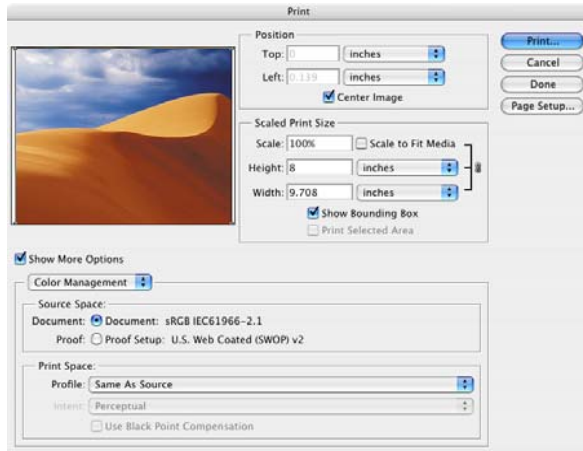 Print
Position
Top: 0 inches
Left: 0.139 inches
Center Image
Print...
Cancel
Done
Page Setup...
Scaled Print Size
Scale: 100% Scale to Fit Media
Height: 8 inches
Width: 9.708 inches
Show Bounding Box
Print Selected Area
Show More Options
Color Management
Source Space:
Document: Document: sRGB IEC61966-2.1
Proof: Proof Setup: U.S. Web Coated (SWOP) v2
Print Space:
Profile: Same As Source
Intent: Perceptual
Use Black Point Compensation